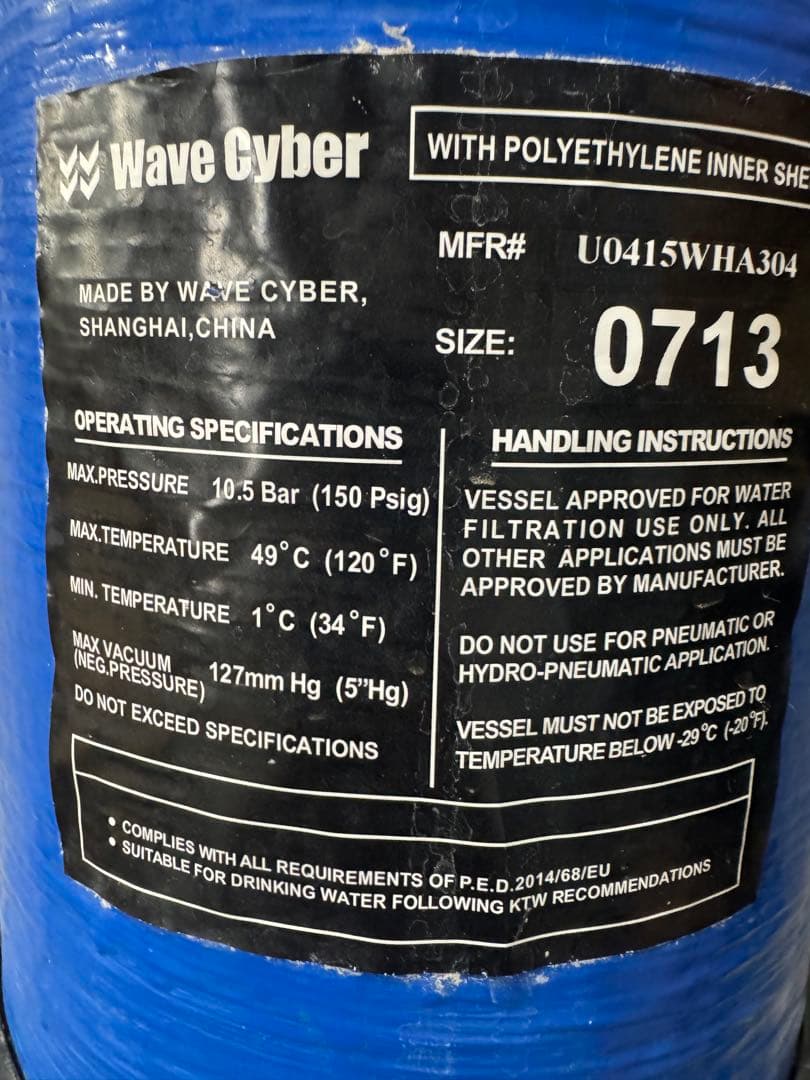 Wave Cyber
WITH POLYETHYLENE INNER SHE
MFR# U0415WHA304
MADE BY WAVE CYBER,
SHANGHAI,CHINA
SIZE: 0713
OPERATING SPECIFICATIONS
MAX.PRESSURE 10.5 Bar (150 Psig)
MAX.TEMPERATURE 49°C (120°F)
MIN. TEMPERATURE 1°C (34°F)
MAX VACUUM
(NEG.PRESSURE) 127mm Hg (5”Hg)
DO NOT EXCEED SPECIFICATIONS
HANDLING INSTRUCTIONS
VESSEL APPROVED FOR WATER
FILTRATION USE ONLY. ALL
OTHER APPLICATIONS MUST BE
APPROVED BY MANUFACTURER.
DO NOT USE FOR PNEUMATIC OR
HYDRO-PNEUMATIC APPLICATION.
VESSEL MUST NOT BE EXPOSED TO
TEMPERATURE BELOW -29°C (-20°F).
• COMPLIES WITH ALL REQUIREMENTS OF P.E.D.2014/68/EU
• SUITABLE FOR DRINKING WATER FOLLOWING KTW RECOMMENDATIONS